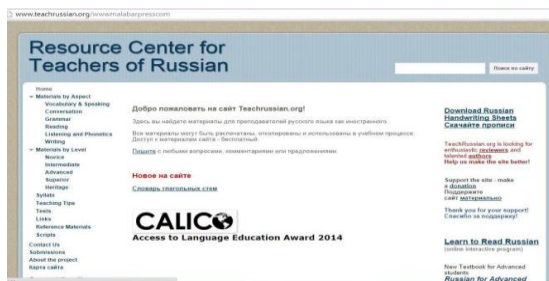 www.teachrussian.org/wwwmalabarpresscom
Resource Center for
Teachers of Russian
Поиск по сайту
Home
Materials by Aspect
Vocabulary & Speaking
Conversation
Grammar
Reading
Listening and Phonetics
Writing
Materials by Level
Novice
Intermediate
Advanced
Superior
Heritage
Syllabi
Teaching Tips
Tests
Links
Reference Materials
Scripts
Contact Us
Submissions
About the project
Карта сайта
Добро пожаловать на сайт Teachrussian.org!
Здесь вы найдете материалы для преподавателей русского языка как иностранного.
Все материалы могут быть распечатаны, отксерены и использованы в учебном процессе.
Доступ к материалам сайта - бесплатный.
Пишите с любыми вопросами, комментариями или предложениями.
Новое на сайте
Словарь глагольных стем
CALICO
Access to Language Education Award 2014
Download Russian
Handwriting Sheets
Скачайте прописи
TeachRussian.org is looking for
enthusiastic reviewers and
talented authors
Help us make the site better!
Support the site - make
a donation
Поддержите
сайт материально
Thank you for your support!
Спасибо за поддержку!
Learn to Read Russian
(online interactive program)
New Textbook for Advanced
students
Russian for Advanced